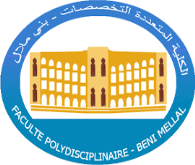 الكلية المتعددة التخصصات - بني ملال
FACULTE POLYDISCIPLINAIRE - BENI MELLAL